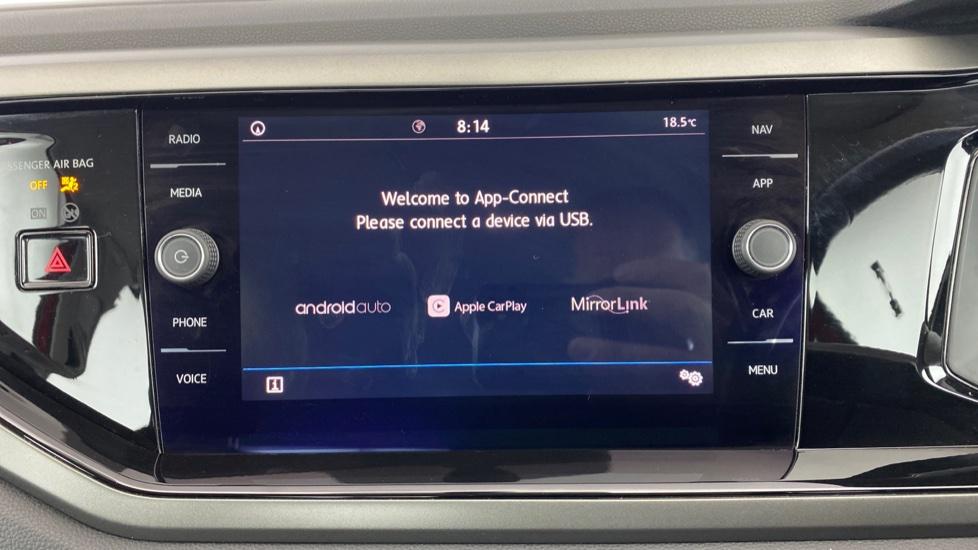 RADIO
MEDIA
PHONE
VOICE
AIR BAG
OFF
ON
8:14
18.5°C
Welcome to App-Connect
Please connect a device via USB.
androidauto
Apple CarPlay
MirrorLink
i
NAV
APP
CAR
MENU